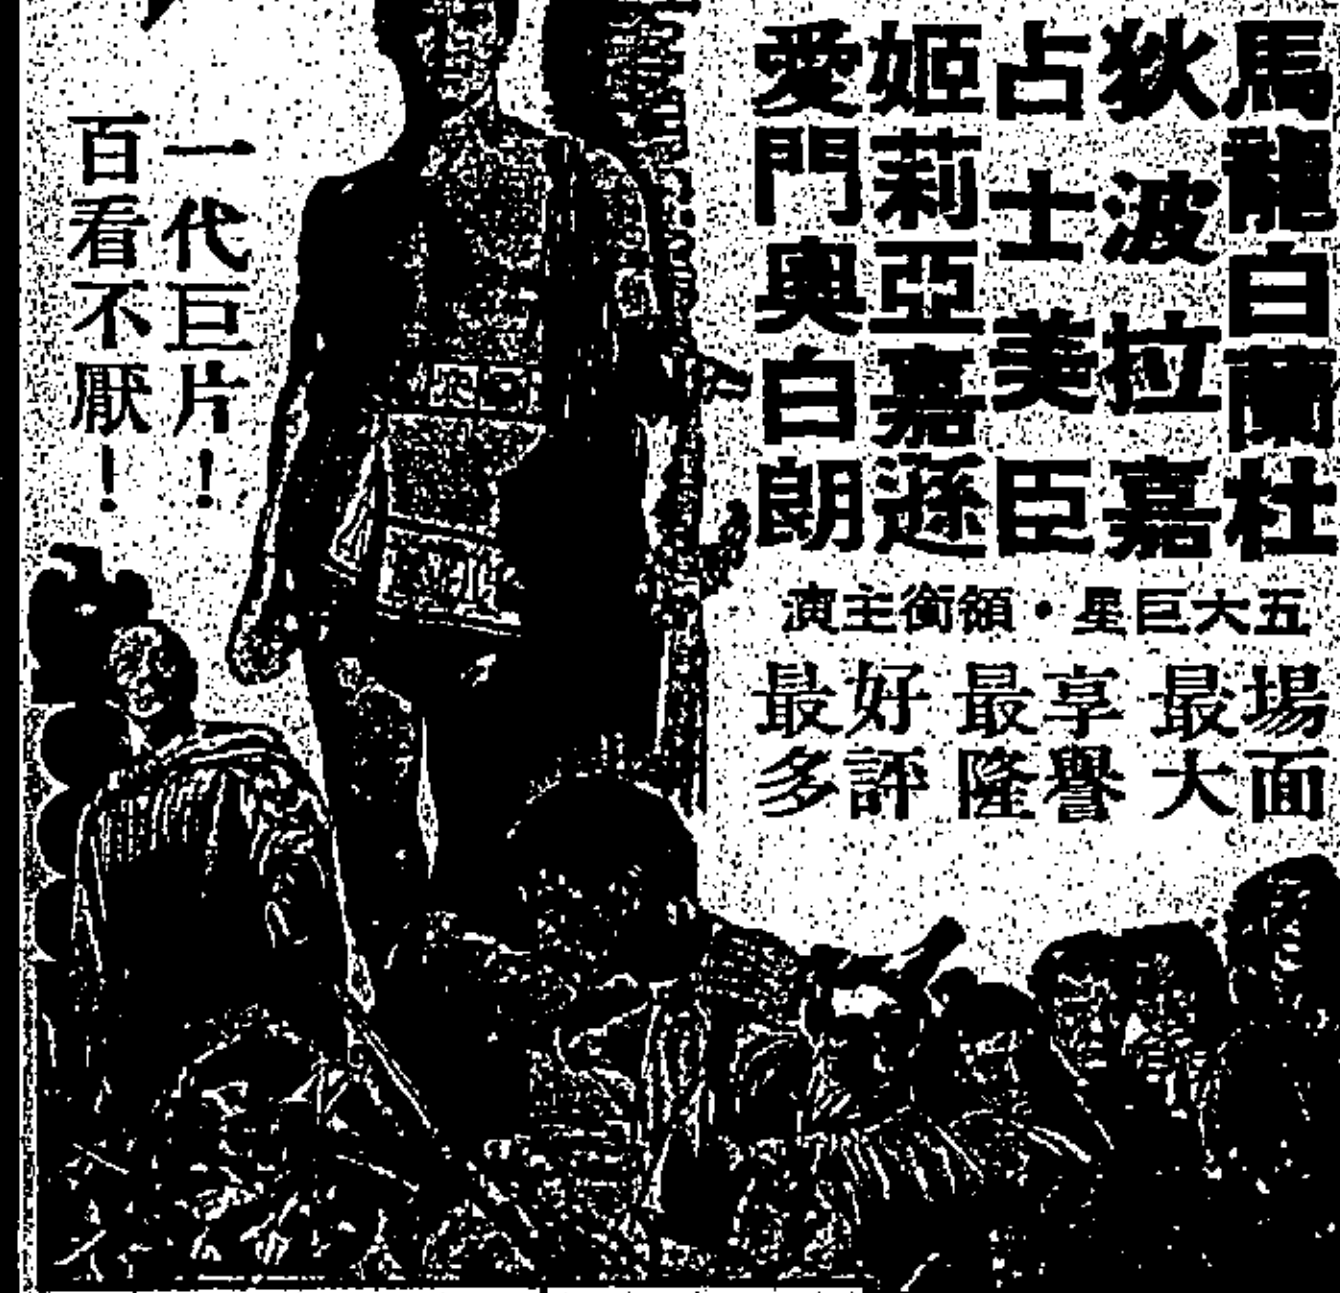 馬龍白蘭杜
狄波拉嘉
占士美臣
姬莉亞嘉遜
愛門奧白朗
五大巨星・領銜主演
場面最大
享譽最隆
好評最多
一代巨片！
百看不厭！